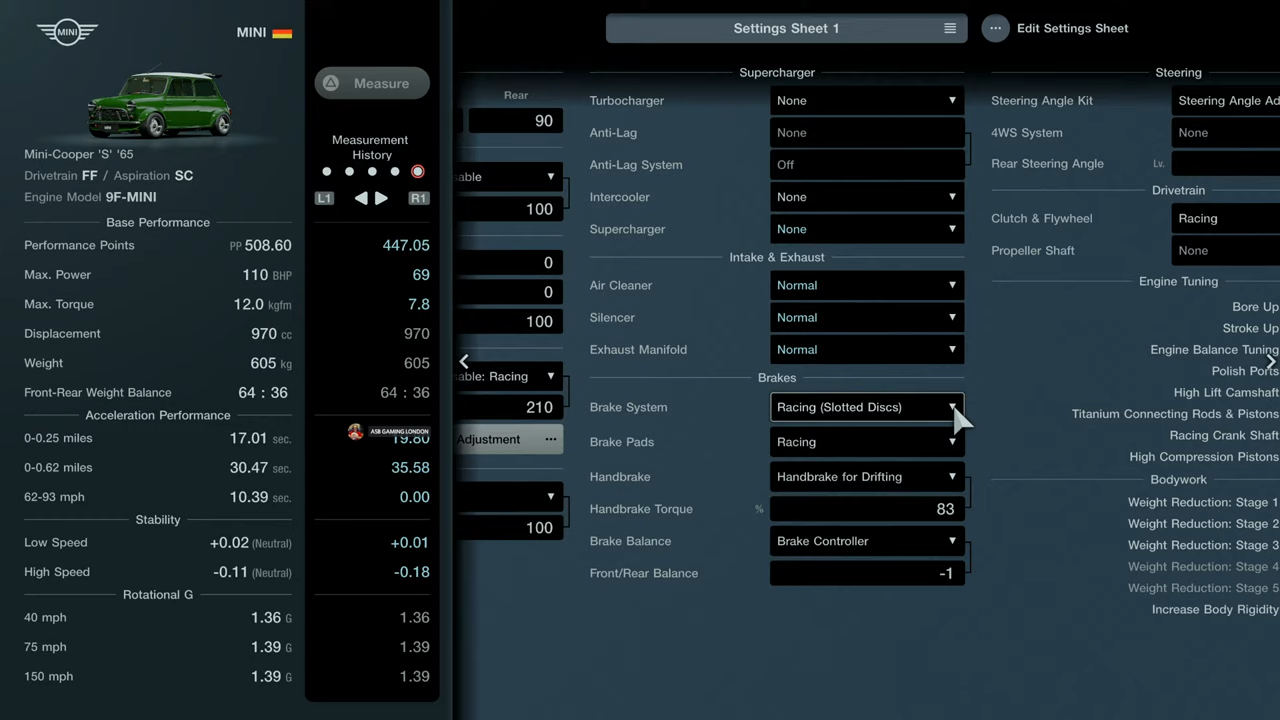 MINI
MINI
Mini-Cooper 'S' '65
Drivetrain FF / Aspiration SC
Engine Model 9F-MINI
Base Performance
Performance Points PP 508.60
Max. Power 110 BHP
Max. Torque 12.0 kgfm
Displacement 970 cc
Weight 605 kg
Front-Rear Weight Balance 64 : 36
Acceleration Performance
0-0.25 miles 17.01 sec.
0-0.62 miles 30.47 sec.
62-93 mph 10.39 sec.
Stability
Low Speed +0.02 (Neutral)
High Speed -0.11 (Neutral)
Rotational G
40 mph 1.36 G
75 mph 1.39 G
150 mph 1.39 G
Measure
Measurement
History
L1 R1
447.05
69
7.8
970
605
64 : 36
ASB GAMING LONDON
19.80
35.58
0.00
+0.01
-0.18
1.36
1.39
1.39
Settings Sheet 1
Edit Settings Sheet
Rear
90
sable
100
0
0
100
able: Racing
210
Adjustment
100
Supercharger
Turbocharger None
Anti-Lag None
Anti-Lag System Off
Intercooler None
Supercharger None
Intake & Exhaust
Air Cleaner Normal
Silencer Normal
Exhaust Manifold Normal
Brakes
Brake System Racing (Slotted Discs)
Brake Pads Racing
Handbrake Handbrake for Drifting
Handbrake Torque % 83
Brake Balance Brake Controller
Front/Rear Balance -1
Steering
Steering Angle Kit Steering Angle Ad
4WS System None
Rear Steering Angle Lv.
Drivetrain
Clutch & Flywheel Racing
Propeller Shaft None
Engine Tuning
Bore Up
Stroke Up
Engine Balance Tuning
Polish Ports
High Lift Camshaft
Titanium Connecting Rods & Pistons
Racing Crank Shaft
High Compression Pistons
Bodywork
Weight Reduction: Stage 1
Weight Reduction: Stage 2
Weight Reduction: Stage 3
Weight Reduction: Stage 4
Weight Reduction: Stage 5
Increase Body Rigidity